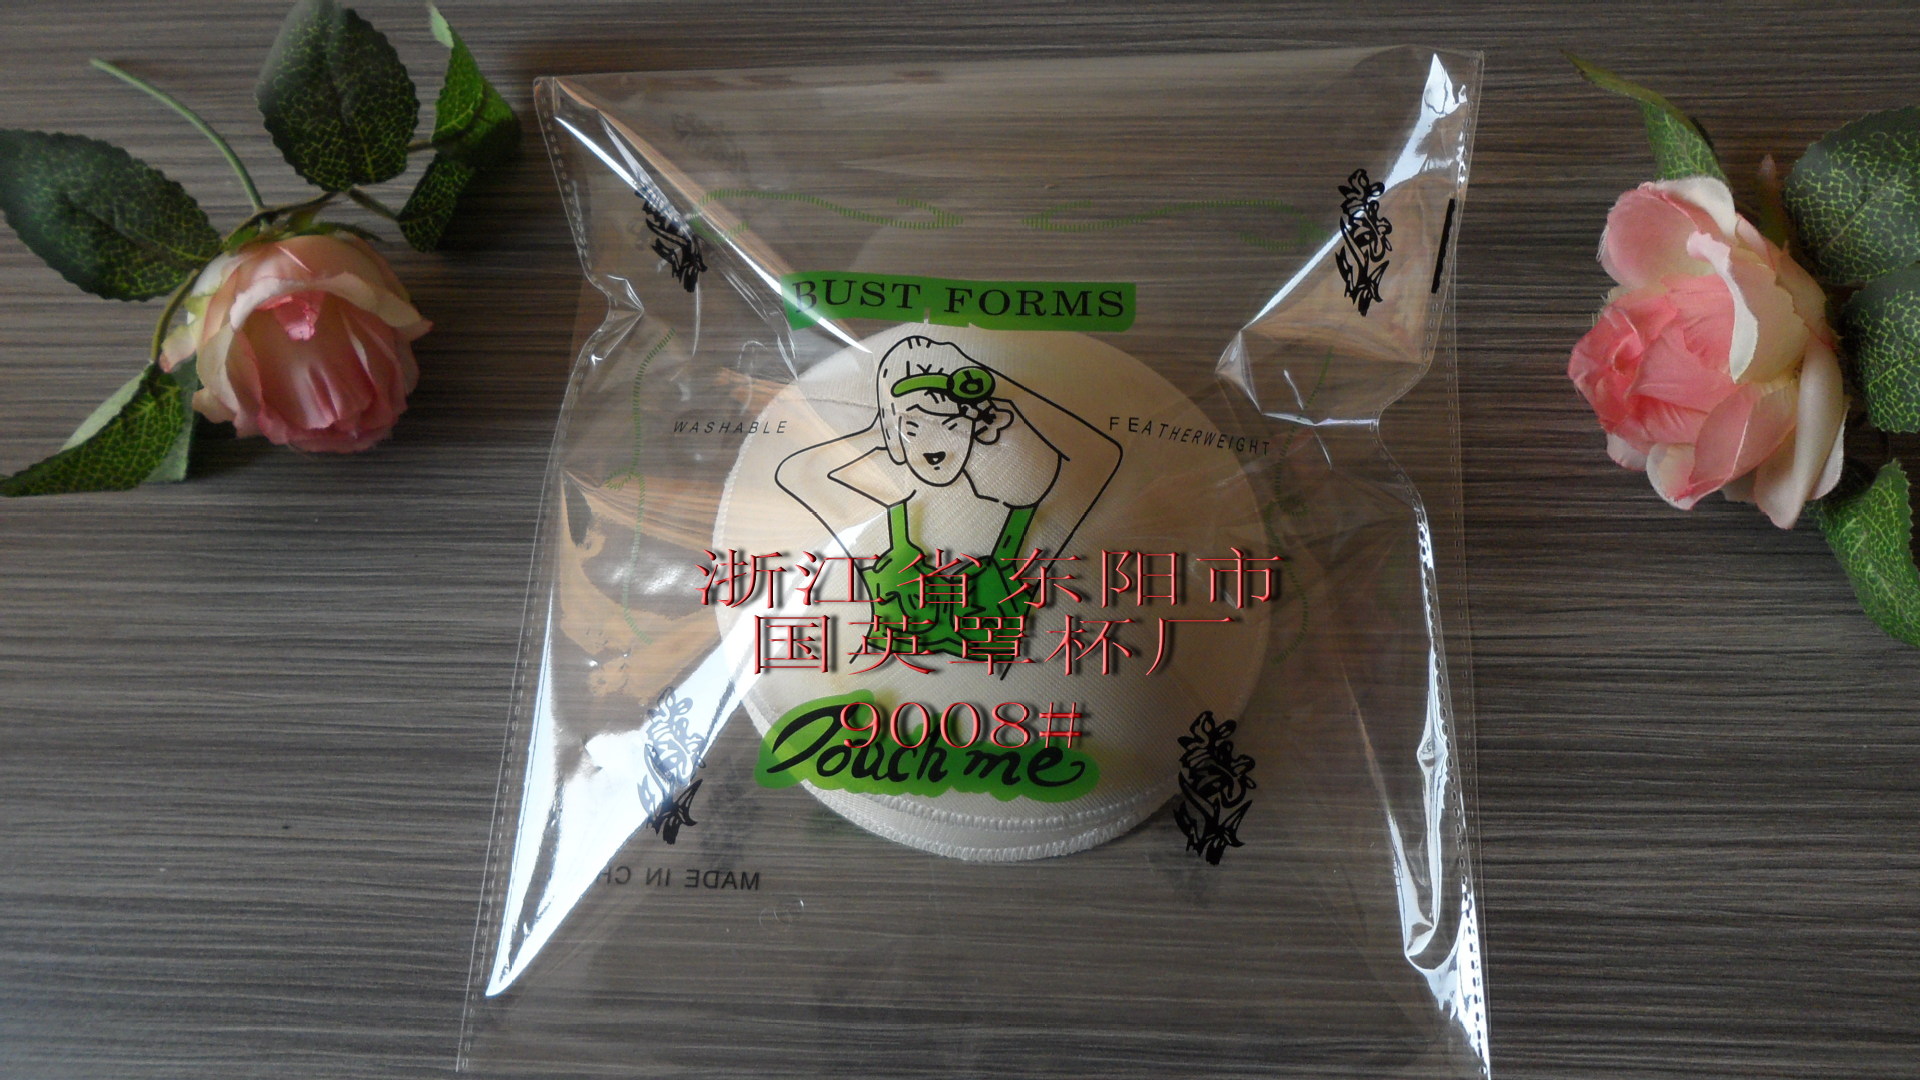 BUST FORMS
WASHABLE
FEATHERWEIGHT
浙江省东阳市
国英罩杯厂
9008#
Touch me
MADE IN CH